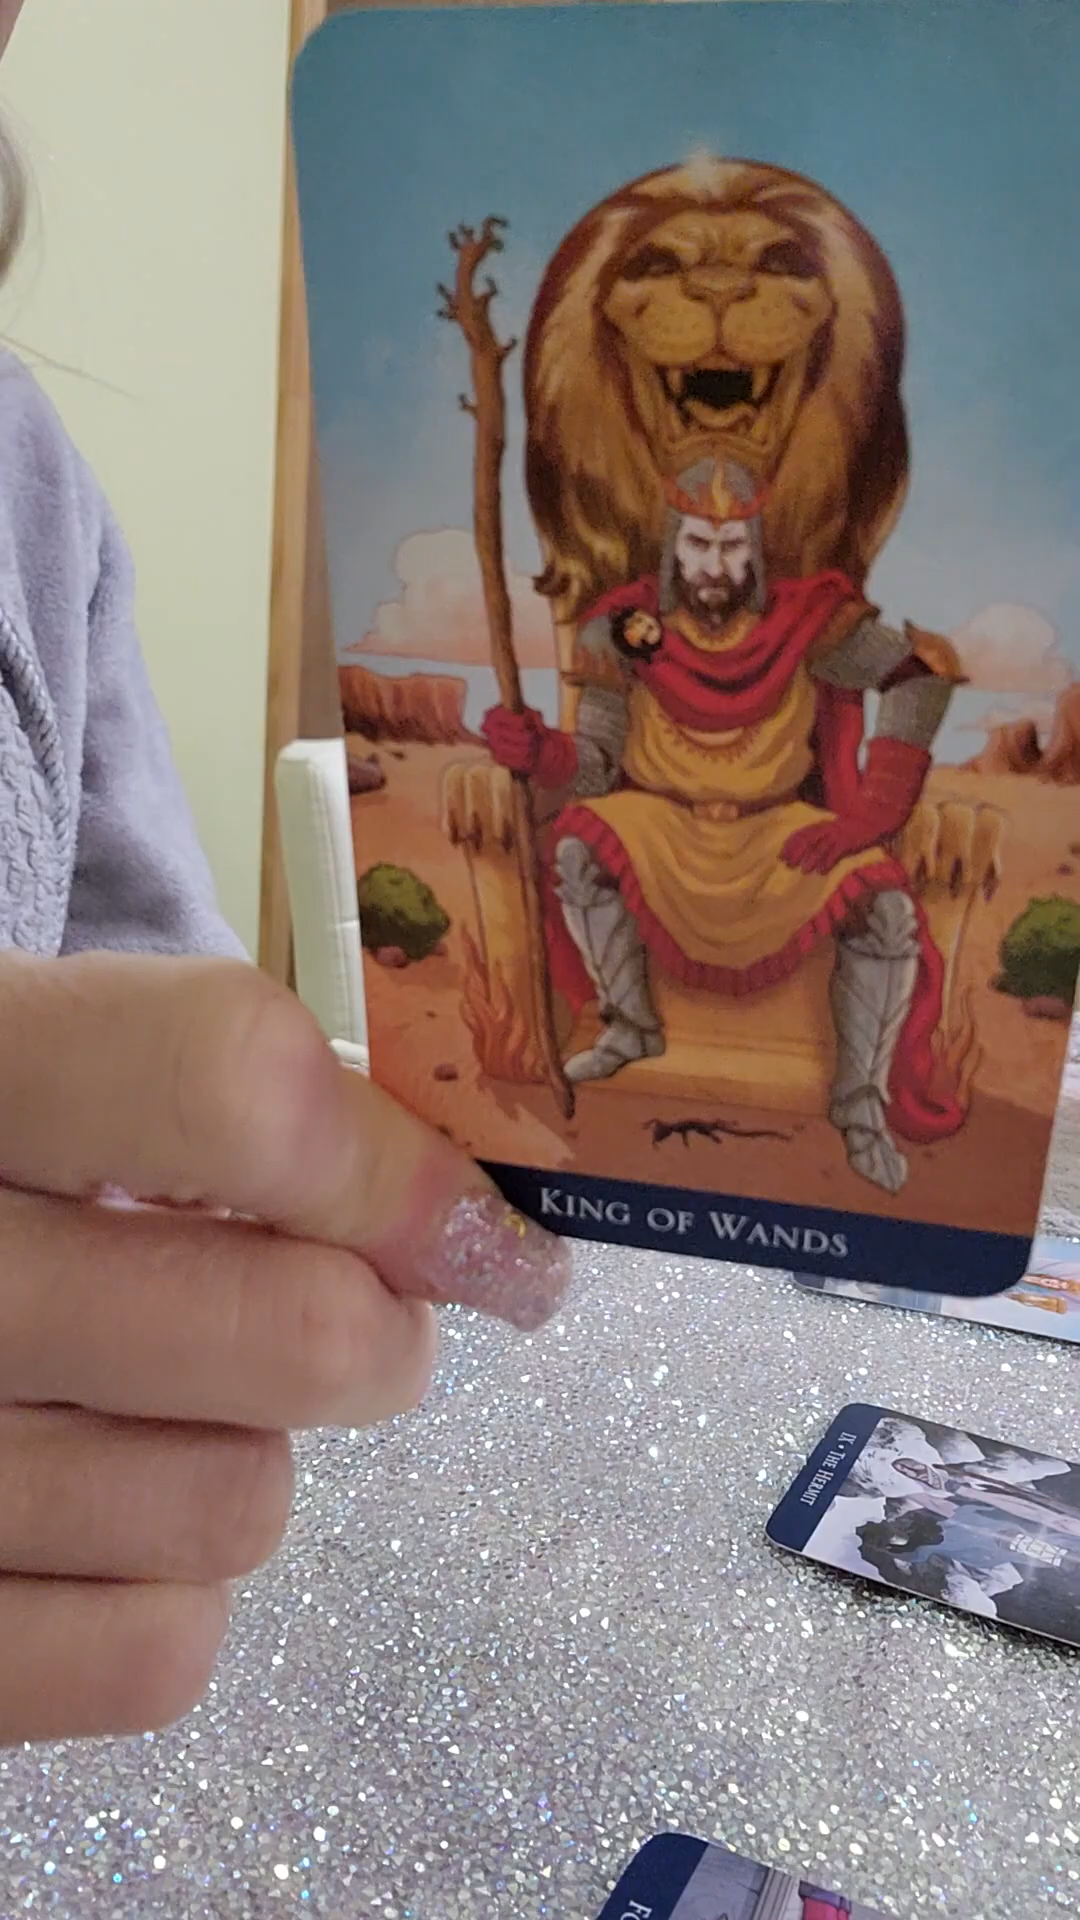 KING OF WANDS
IX • THE HERMIT